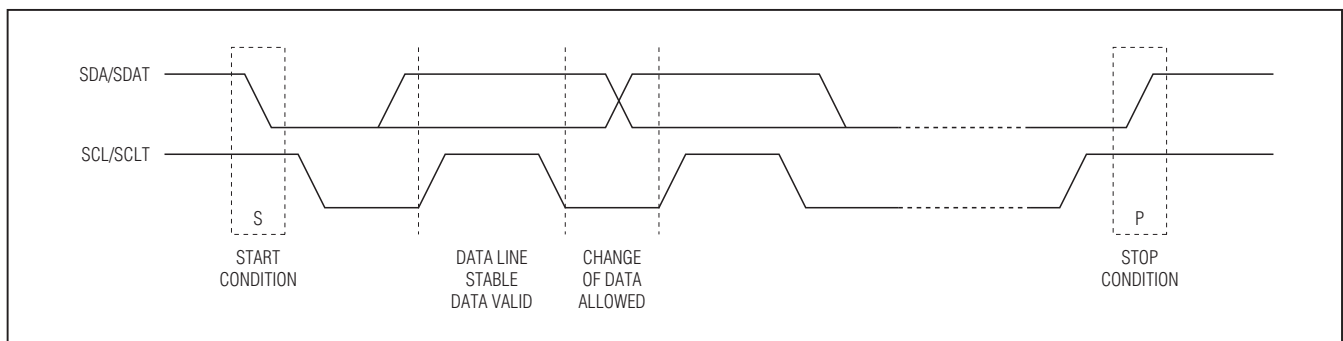 SDA/SDAT
SCL/SCLT
S
P
START
CONDITION
DATA LINE
STABLE
DATA VALID
CHANGE
OF DATA
ALLOWED
STOP
CONDITION